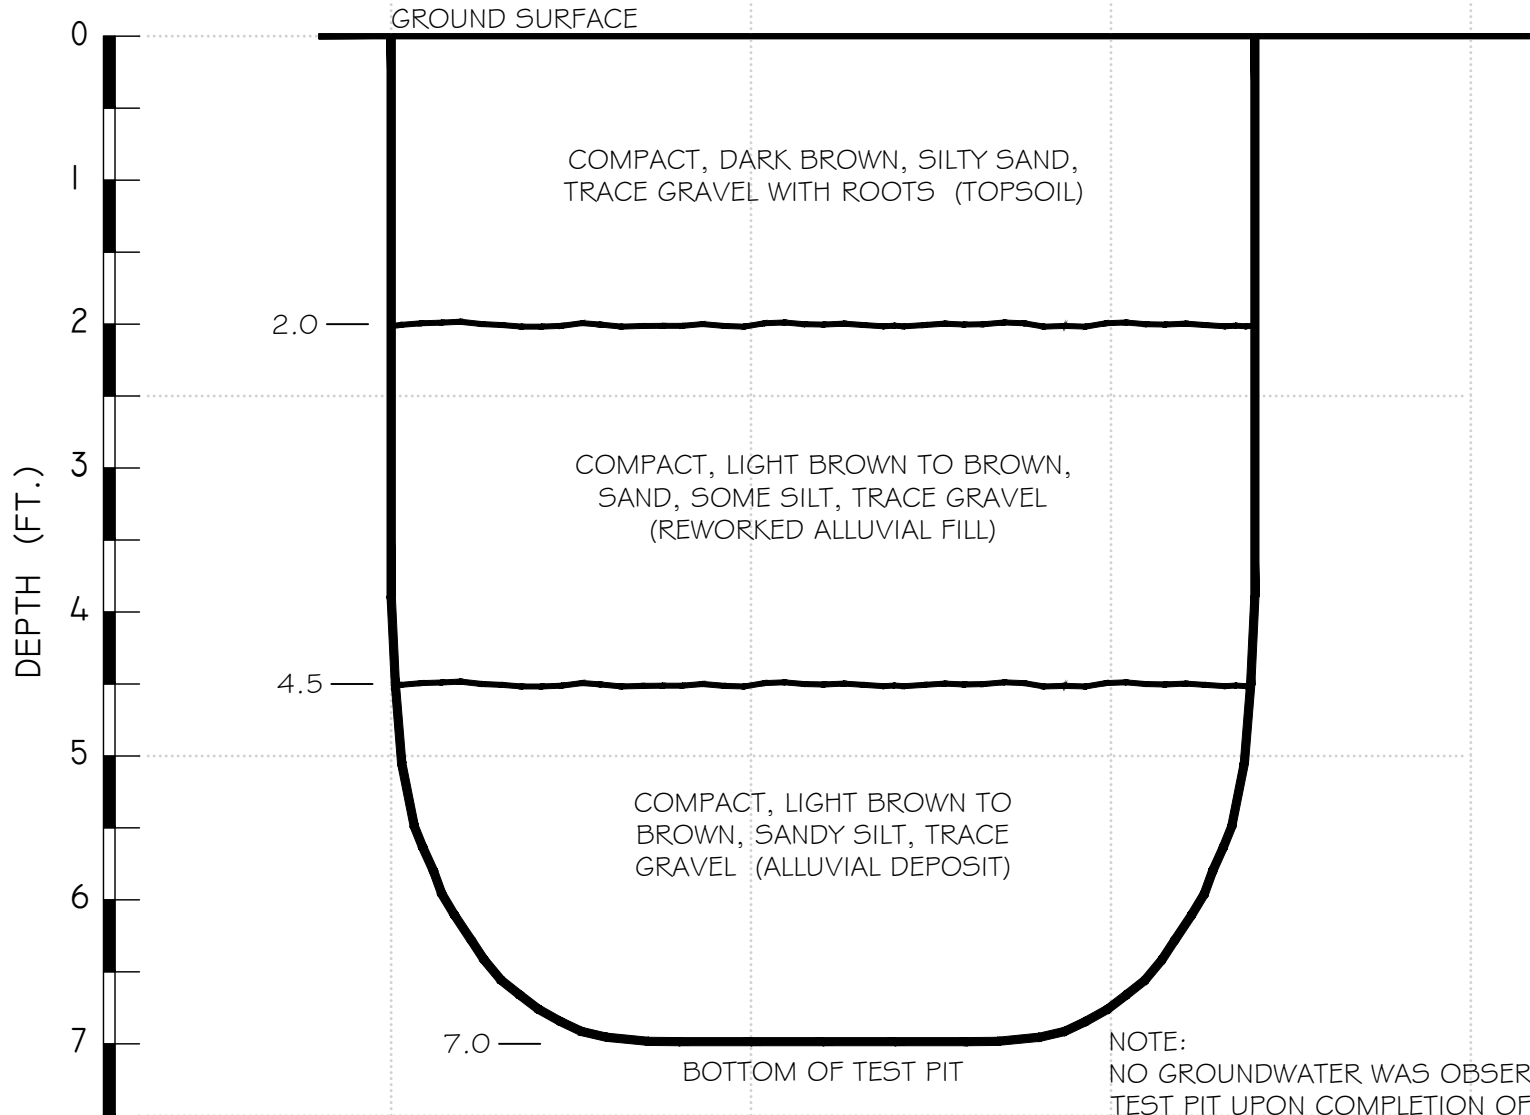 GROUND SURFACE
0
COMPACT, DARK BROWN, SILTY SAND,
TRACE GRAVEL WITH ROOTS (TOPSOIL)
1
2
2.0
COMPACT, LIGHT BROWN TO BROWN,
SAND, SOME SILT, TRACE GRAVEL
(REWORKED ALLUVIAL FILL)
3
DEPTH (FT.)
4
4.5
5
COMPACT, LIGHT BROWN TO
BROWN, SANDY SILT, TRACE
GRAVEL (ALLUVIAL DEPOSIT)
6
7
7.0
BOTTOM OF TEST PIT
NOTE:
NO GROUNDWATER WAS OBSER
TEST PIT UPON COMPLETION OF